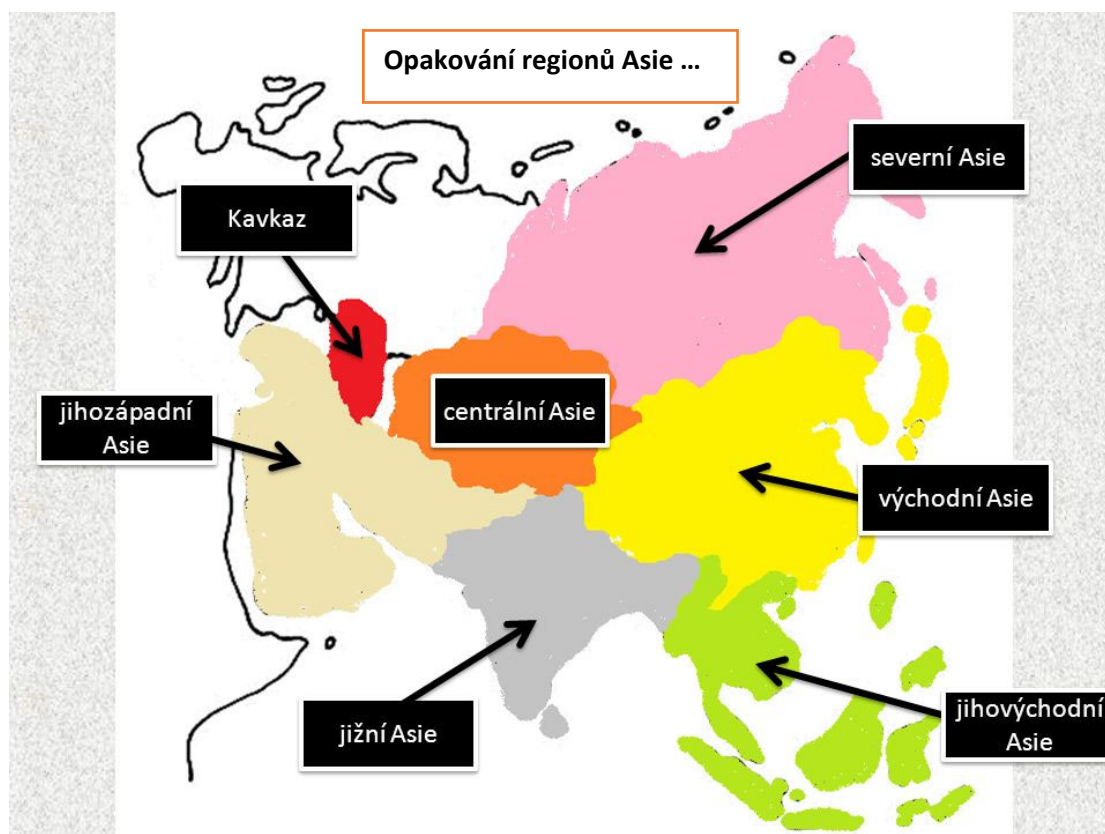 Opakování regionů Asie ...
severní Asie
Kavkaz
jihozápadní
Asie
centrální Asie
východní Asie
jižní Asie
jihovýchodní
Asie